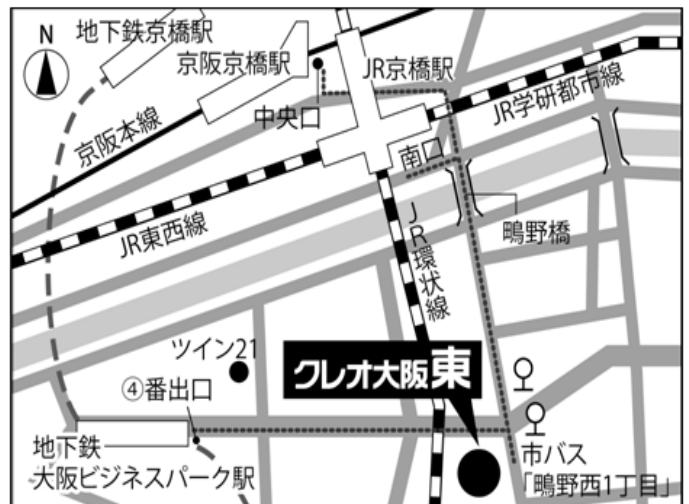 N
地下鉄京橋駅
京阪京橋駅
JR京橋駅
中央口
京阪本線
JR学研都市線
南口
JR東西線
JR環状線
鴫野橋
ツイン21
クレオ大阪東
④番出口
地下鉄
大阪ビジネスパーク駅
市バス
「鴫野西1丁目」